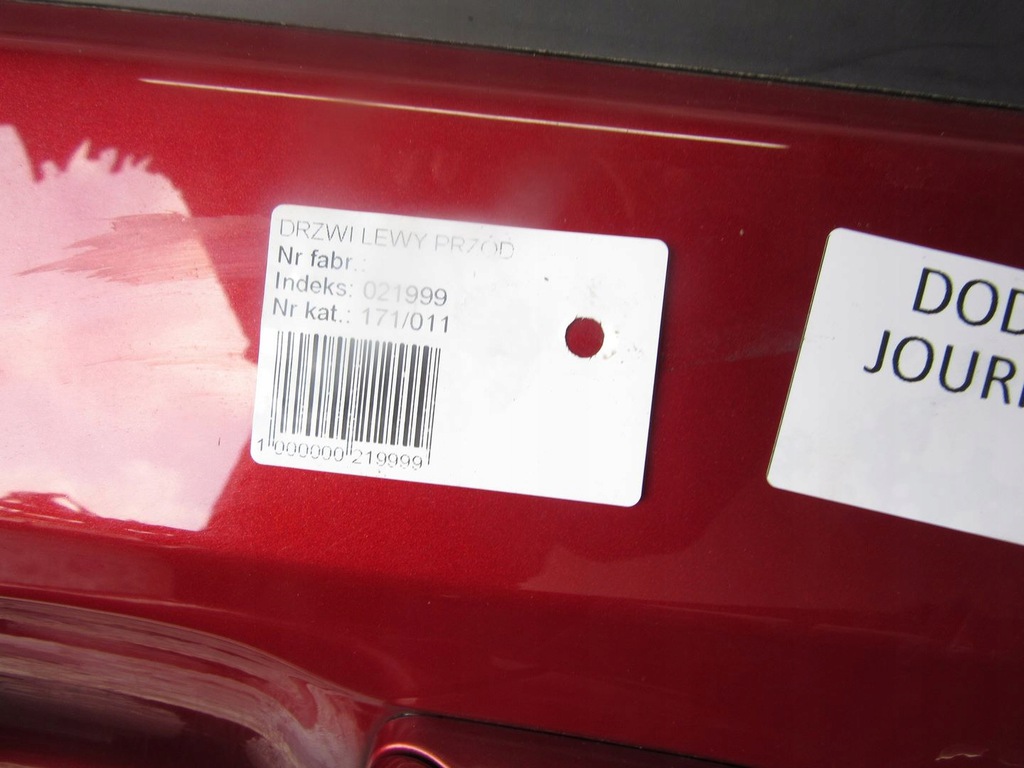 DRZWI LEWY PRZÓD
Nr fabr.:
Indeks: 021999
Nr kat.: 171/011
1 000000 219999
DOD
JOUR